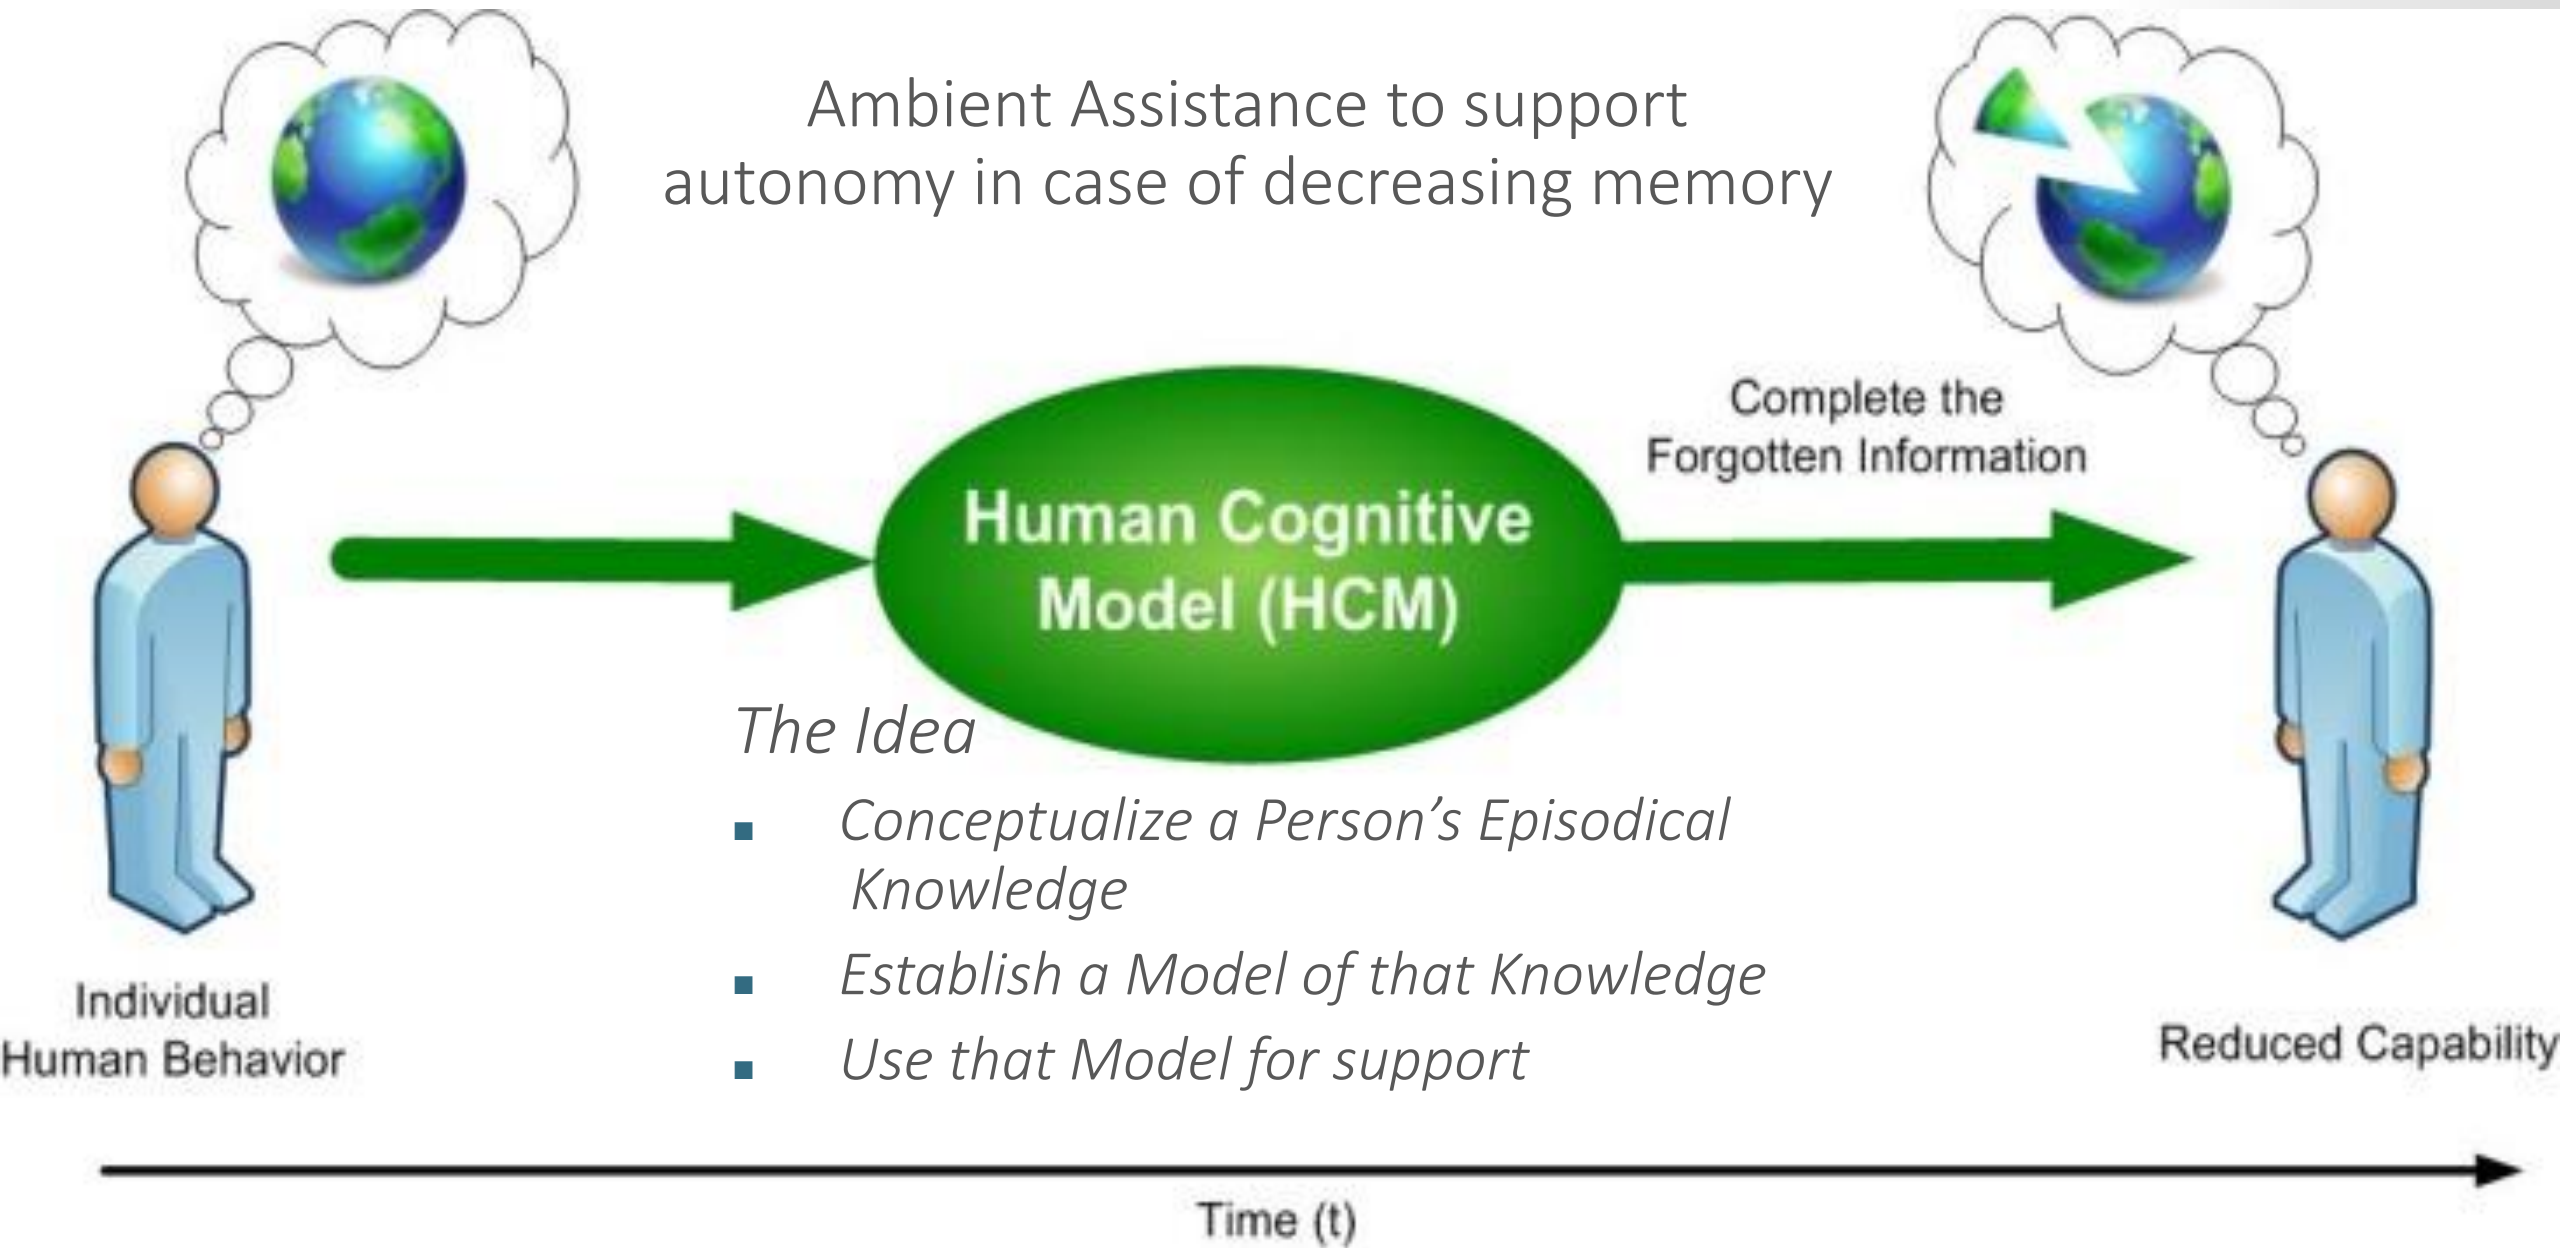 Ambient Assistance to support
autonomy in case of decreasing memory
Complete the
Forgotten Information
Human Cognitive
Model (HCM)
The Idea
▪ Conceptualize a Person’s Episodical
Knowledge
▪ Establish a Model of that Knowledge
▪ Use that Model for support
Individual
Human Behavior
Reduced Capability
Time (t)